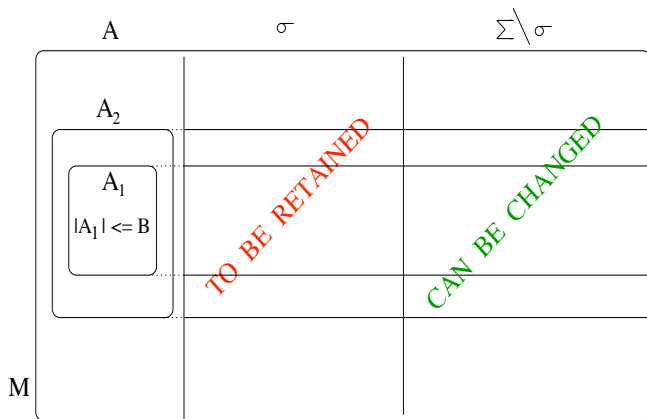 A σ Σ\σ
A₂
A₁
|A₁| <= B
TO BE RETAINED
CAN BE CHANGED
M